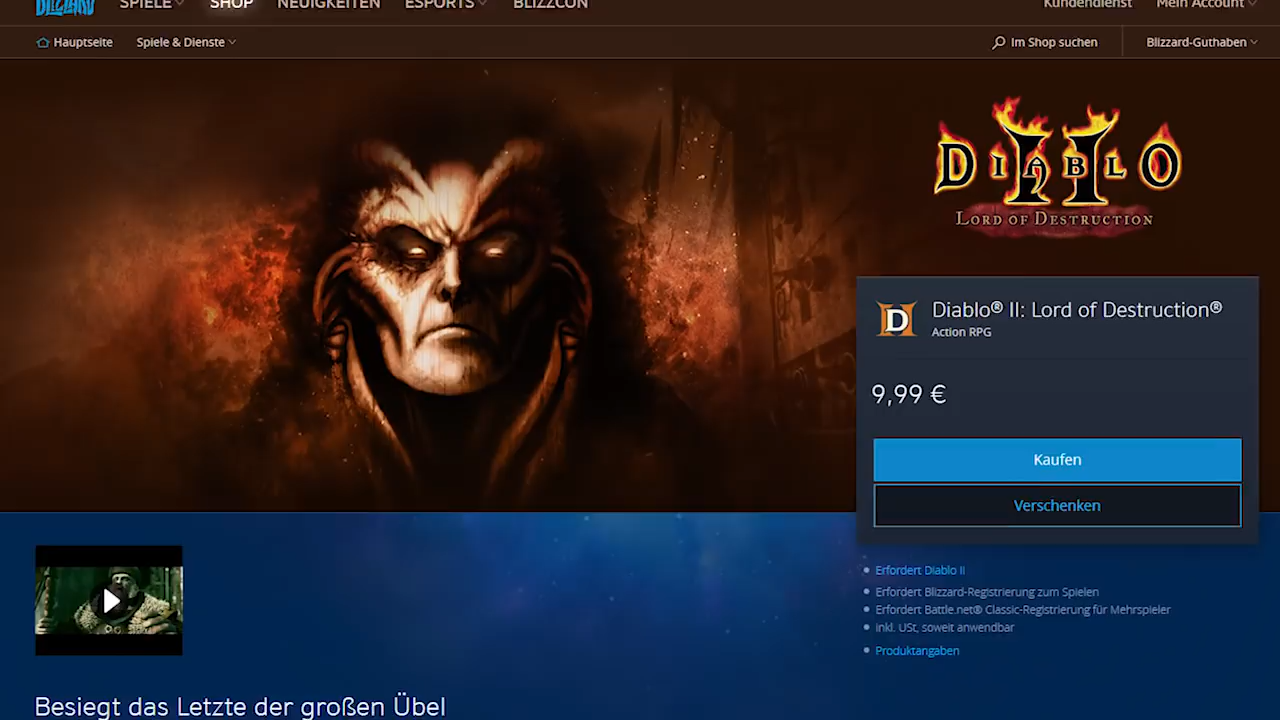 BLIZZARD SPIELE SHOP NEUIGKEITEN ESPORTS BLIZZCON Kundendienst Mein Account
Hauptseite Spiele & Dienste Im Shop suchen Blizzard-Guthaben
DIABLO II
LORD OF DESTRUCTION
D Diablo® II: Lord of Destruction®
Action RPG
9,99 €
Kaufen
Verschenken
Erfordert Diablo II
Erfordert Blizzard-Registrierung zum Spielen
Erfordert Battle.net® Classic-Registrierung für Mehrspieler
inkl. USt, soweit anwendbar
Produktangaben
Besiegt das Letzte der großen Übel